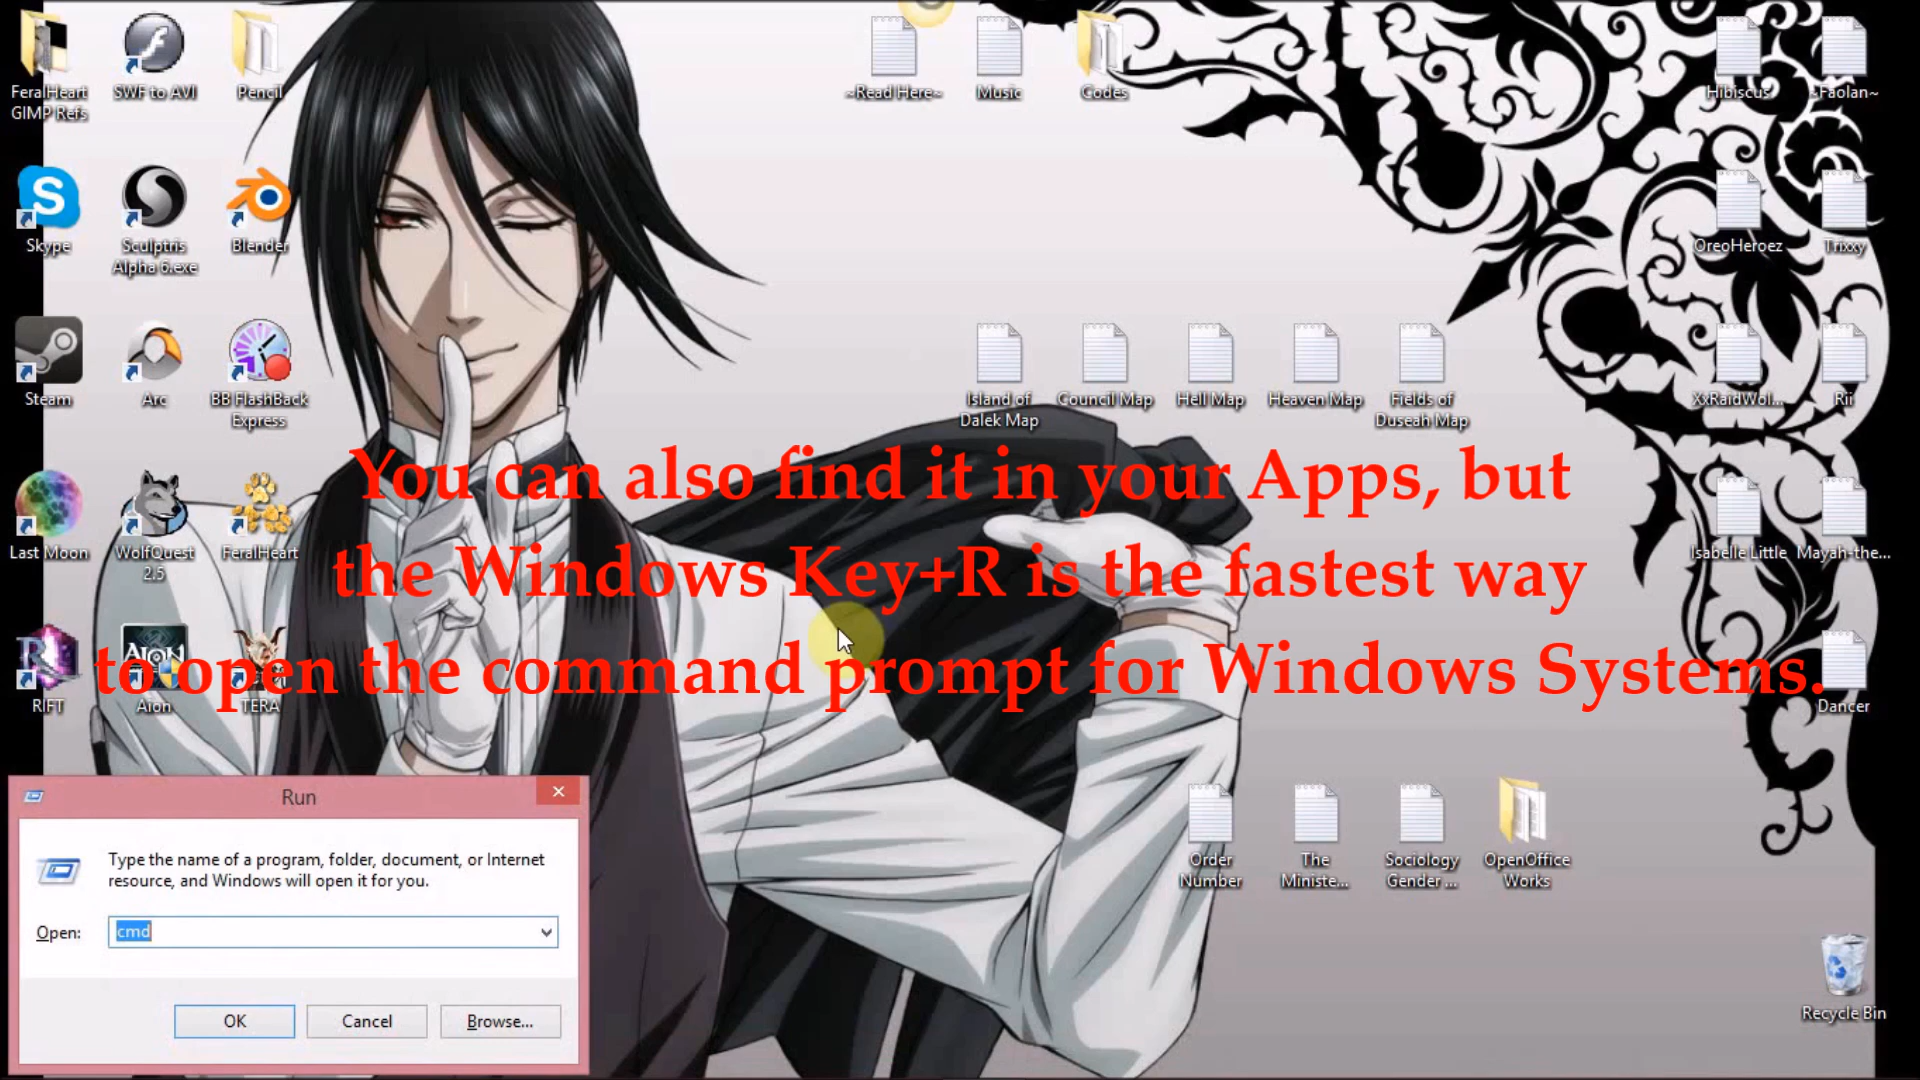 FeralHeart
GIMP Refs
SWF to AVI
Pencil
~Read Here~
Music
Codes
Hibiscus
~Faolan~
Skype
Sculptris
Alpha 6.exe
Blender
OreoHeroez
Trixxy
Steam
Arc
BB FlashBack
Express
Island of
Dalek Map
Council Map
Hell Map
Heaven Map
Fields of
Duseah Map
XxRaidWol...
Rii
You can also find it in your Apps, but
the Windows Key+R is the fastest way
to open the command prompt for Windows Systems.
Last Moon
WolfQuest
2.5
FeralHeart
Isabelle Little
Mayah-the...
RIFT
AION
Aion
TERA
Dancer
Order
Number
The
Ministe...
Sociology
Gender ...
OpenOffice
Works
Recycle Bin
Run
Type the name of a program, folder, document, or Internet
resource, and Windows will open it for you.
Open:
cmd
OK
Cancel
Browse...